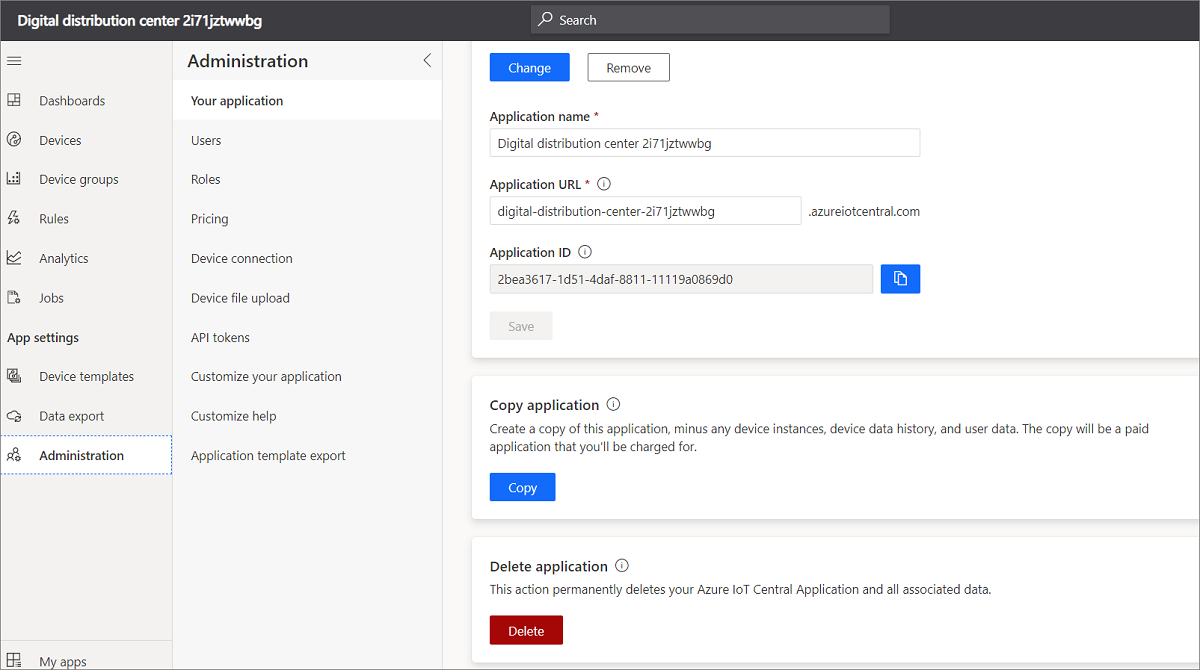 Digital distribution center 2i71jztwwbg
Search
Dashboards
Devices
Device groups
Rules
Analytics
Jobs
App settings
Device templates
Data export
Administration
My apps
Administration
Your application
Users
Roles
Pricing
Device connection
Device file upload
API tokens
Customize your application
Customize help
Application template export
Change
Remove
Application name *
Digital distribution center 2i71jztwwbg
Application URL *
digital-distribution-center-2i71jztwwbg
.azureiotcentral.com
Application ID
2bea3617-1d51-4daf-8811-11119a0869d0
Save
Copy application
Create a copy of this application, minus any device instances, device data history, and user data. The copy will be a paid
application that you'll be charged for.
Copy
Delete application
This action permanently deletes your Azure IoT Central Application and all associated data.
Delete